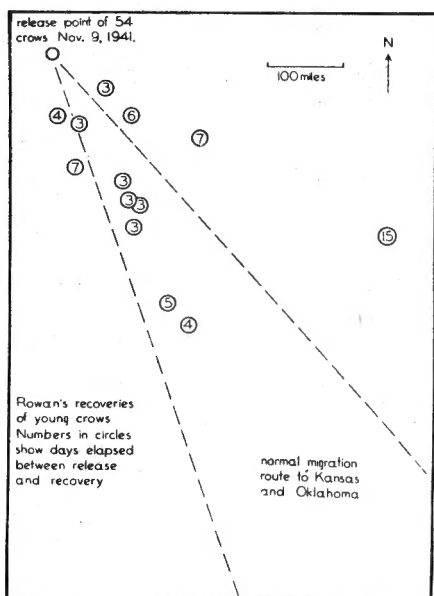 release point of 54
crows Nov. 9, 1941.
N
100 miles
3
4
3
6
7
7
3
3
3
3
15
5
4
Rowan's recoveries
of young crows
Numbers in circles
show days elapsed
between release
and recovery
normal migration
route to Kansas
and Oklahoma